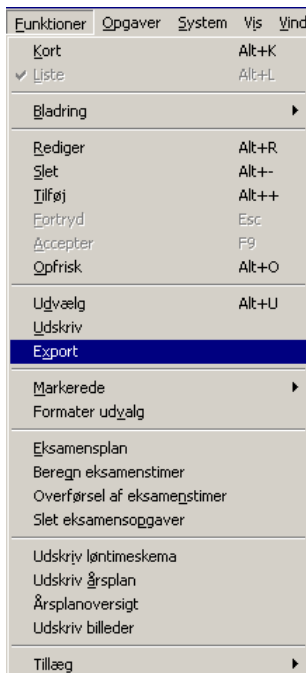 Funktioner Opgaver System Vis Vind
Kort Alt+K
Liste Alt+L
Bladring
Rediger Alt+R
Slet Alt+-
Tilføj Alt++
Fortryd Esc
Accepter F9
Opfrisk Alt+O
Udvælg Alt+U
Udskriv
Export
Markerede
Formater udvalg
Eksamensplan
Beregn eksamenstimer
Overførsel af eksamenstimer
Slet eksamensopgaver
Udskriv løntimeskema
Udskriv årsplan
Årsplanoversigt
Udskriv billeder
Tillæg